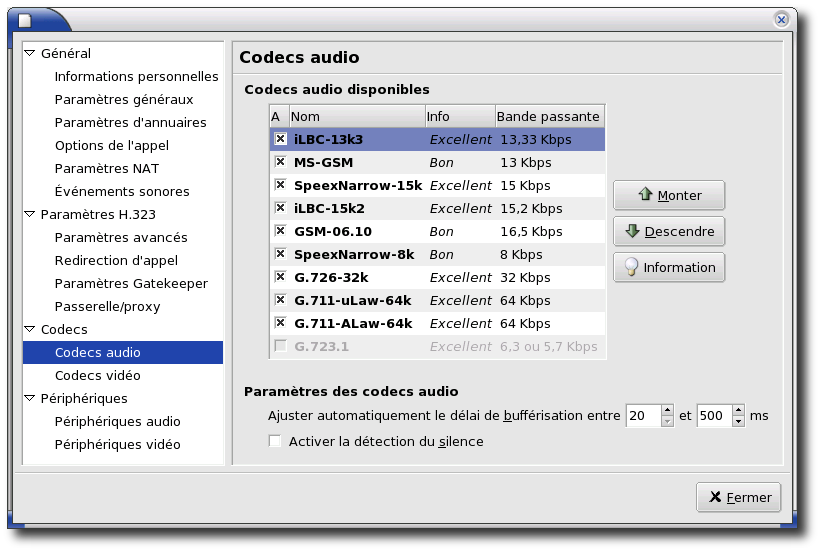 Général
Informations personnelles
Paramètres généraux
Paramètres d'annuaires
Options de l'appel
Paramètres NAT
Événements sonores
Paramètres H.323
Paramètres avancés
Redirection d'appel
Paramètres Gatekeeper
Passerelle/proxy
Codecs
Codecs audio
Codecs vidéo
Périphériques
Périphériques audio
Périphériques vidéo
Codecs audio
Codecs audio disponibles
A Nom Info Bande passante
iLBC-13k3 Excellent 13,33 Kbps
MS-GSM Bon 13 Kbps
SpeexNarrow-15k Excellent 15 Kbps
iLBC-15k2 Excellent 15,2 Kbps
GSM-06.10 Bon 16,5 Kbps
SpeexNarrow-8k Bon 8 Kbps
G.726-32k Excellent 32 Kbps
G.711-uLaw-64k Excellent 64 Kbps
G.711-ALaw-64k Excellent 64 Kbps
G.723.1 Excellent 6,3 ou 5,7 Kbps
Monter
Descendre
Information
Paramètres des codecs audio
Ajuster automatiquement le délai de bufférisation entre 20 et 500 ms
Activer la détection du silence
Fermer